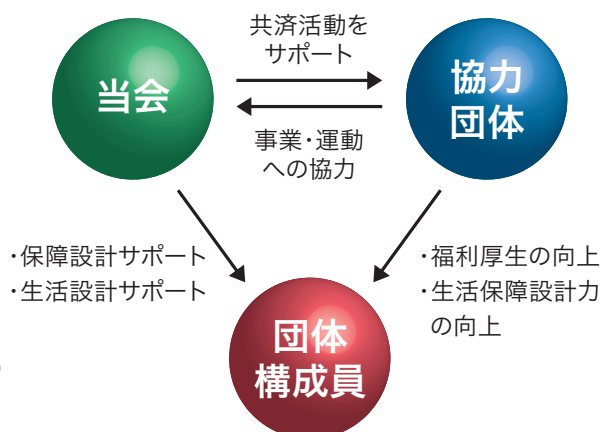 共済活動を
サポート
当会
協力
団体
事業・運動
への協力
・保障設計サポート
・生活設計サポート
・福利厚生の向上
・生活保障設計力
の向上
団体
構成員